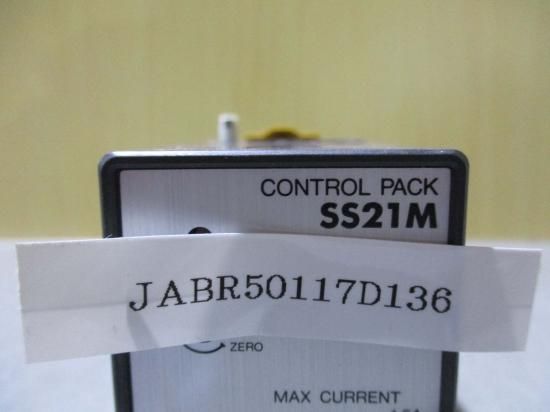 CONTROL PACK
SS21M
JABR50117D136
ZERO
MAX CURRENT